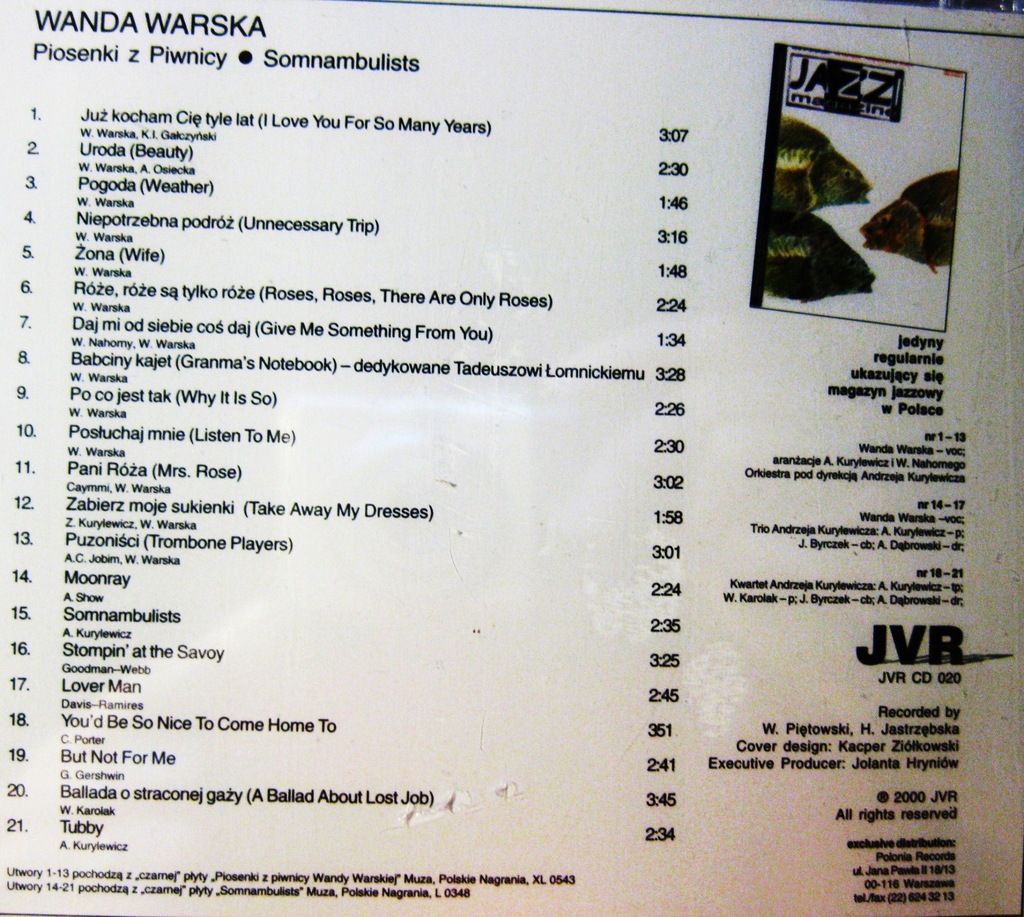 WANDA WARSKA
Piosenki z Piwnicy ● Somnambulists
1. Już kocham Cię tyle lat (I Love You For So Many Years) 3:07
W. Warska, K.I. Gałczyński
2. Uroda (Beauty) 2:30
W. Warska, A. Osiecka
3. Pogoda (Weather) 1:46
W. Warska
4. Niepotrzebna podróż (Unnecessary Trip) 3:16
W. Warska
5. Żona (Wife) 1:48
W. Warska
6. Róże, róże są tylko róże (Roses, Roses, There Are Only Roses) 2:24
W. Warska
7. Daj mi od siebie coś daj (Give Me Something From You) 1:34
W. Nahorny, W. Warska
8. Babciny kajet (Granma's Notebook) – dedykowane Tadeuszowi Łomnickiemu 3:28
W. Warska
9. Po co jest tak (Why It Is So) 2:26
W. Warska
10. Posłuchaj mnie (Listen To Me) 2:30
W. Warska
11. Pani Róża (Mrs. Rose) 3:02
Caymmi, W. Warska
12. Zabierz moje sukienki (Take Away My Dresses) 1:58
Z. Kurylewicz, W. Warska
13. Puzoniści (Trombone Players) 3:01
A.C. Jobim, W. Warska
14. Moonray 2:24
A. Show
15. Somnambulists 2:35
A. Kurylewicz
16. Stompin' at the Savoy 3:25
Goodman–Webb
17. Lover Man 2:45
Davis–Ramires
18. You'd Be So Nice To Come Home To 351
C. Porter
19. But Not For Me 2:41
G. Gershwin
20. Ballada o straconej gaży (A Ballad About Lost Job) 3:45
W. Karolak
21. Tubby 2:34
A. Kurylewicz
Utwory 1-13 pochodzą z „czarnej" płyty „Piosenki z piwnicy Wandy Warskiej" Muza, Polskie Nagrania, XL 0543
Utwory 14-21 pochodzą z „czarnej" płyty „Somnambulists" Muza, Polskie Nagrania, L 0348
JAZZ
magazine
jedyny
regularnie
ukazujący się
magazyn jazzowy
w Polsce
nr 1–13
Wanda Warska – voc;
aranżacje A. Kurylewicz i W. Nahornego
Orkiestra pod dyrekcją Andrzeja Kurylewicza
nr 14–17
Wanda Warska –voc;
Trio Andrzeja Kurylewicza: A. Kurylewicz – p;
J. Byrczek – cb; A. Dąbrowski – dr;
nr 18–21
Kwartet Andrzeja Kurylewicza: A. Kurylewicz – tp;
W. Karolak – p; J. Byrczek – cb; A. Dąbrowski – dr;
JVR
JVR CD 020
Recorded by
W. Piętowski, H. Jastrzębska
Cover design: Kacper Ziółkowski
Executive Producer: Jolanta Hryniów
℗ 2000 JVR
All rights reserved
exclusive distribution:
Polonia Records
ul. Jana Pawła II 18/13
00-116 Warszawa
tel./fax (22) 624 32 13